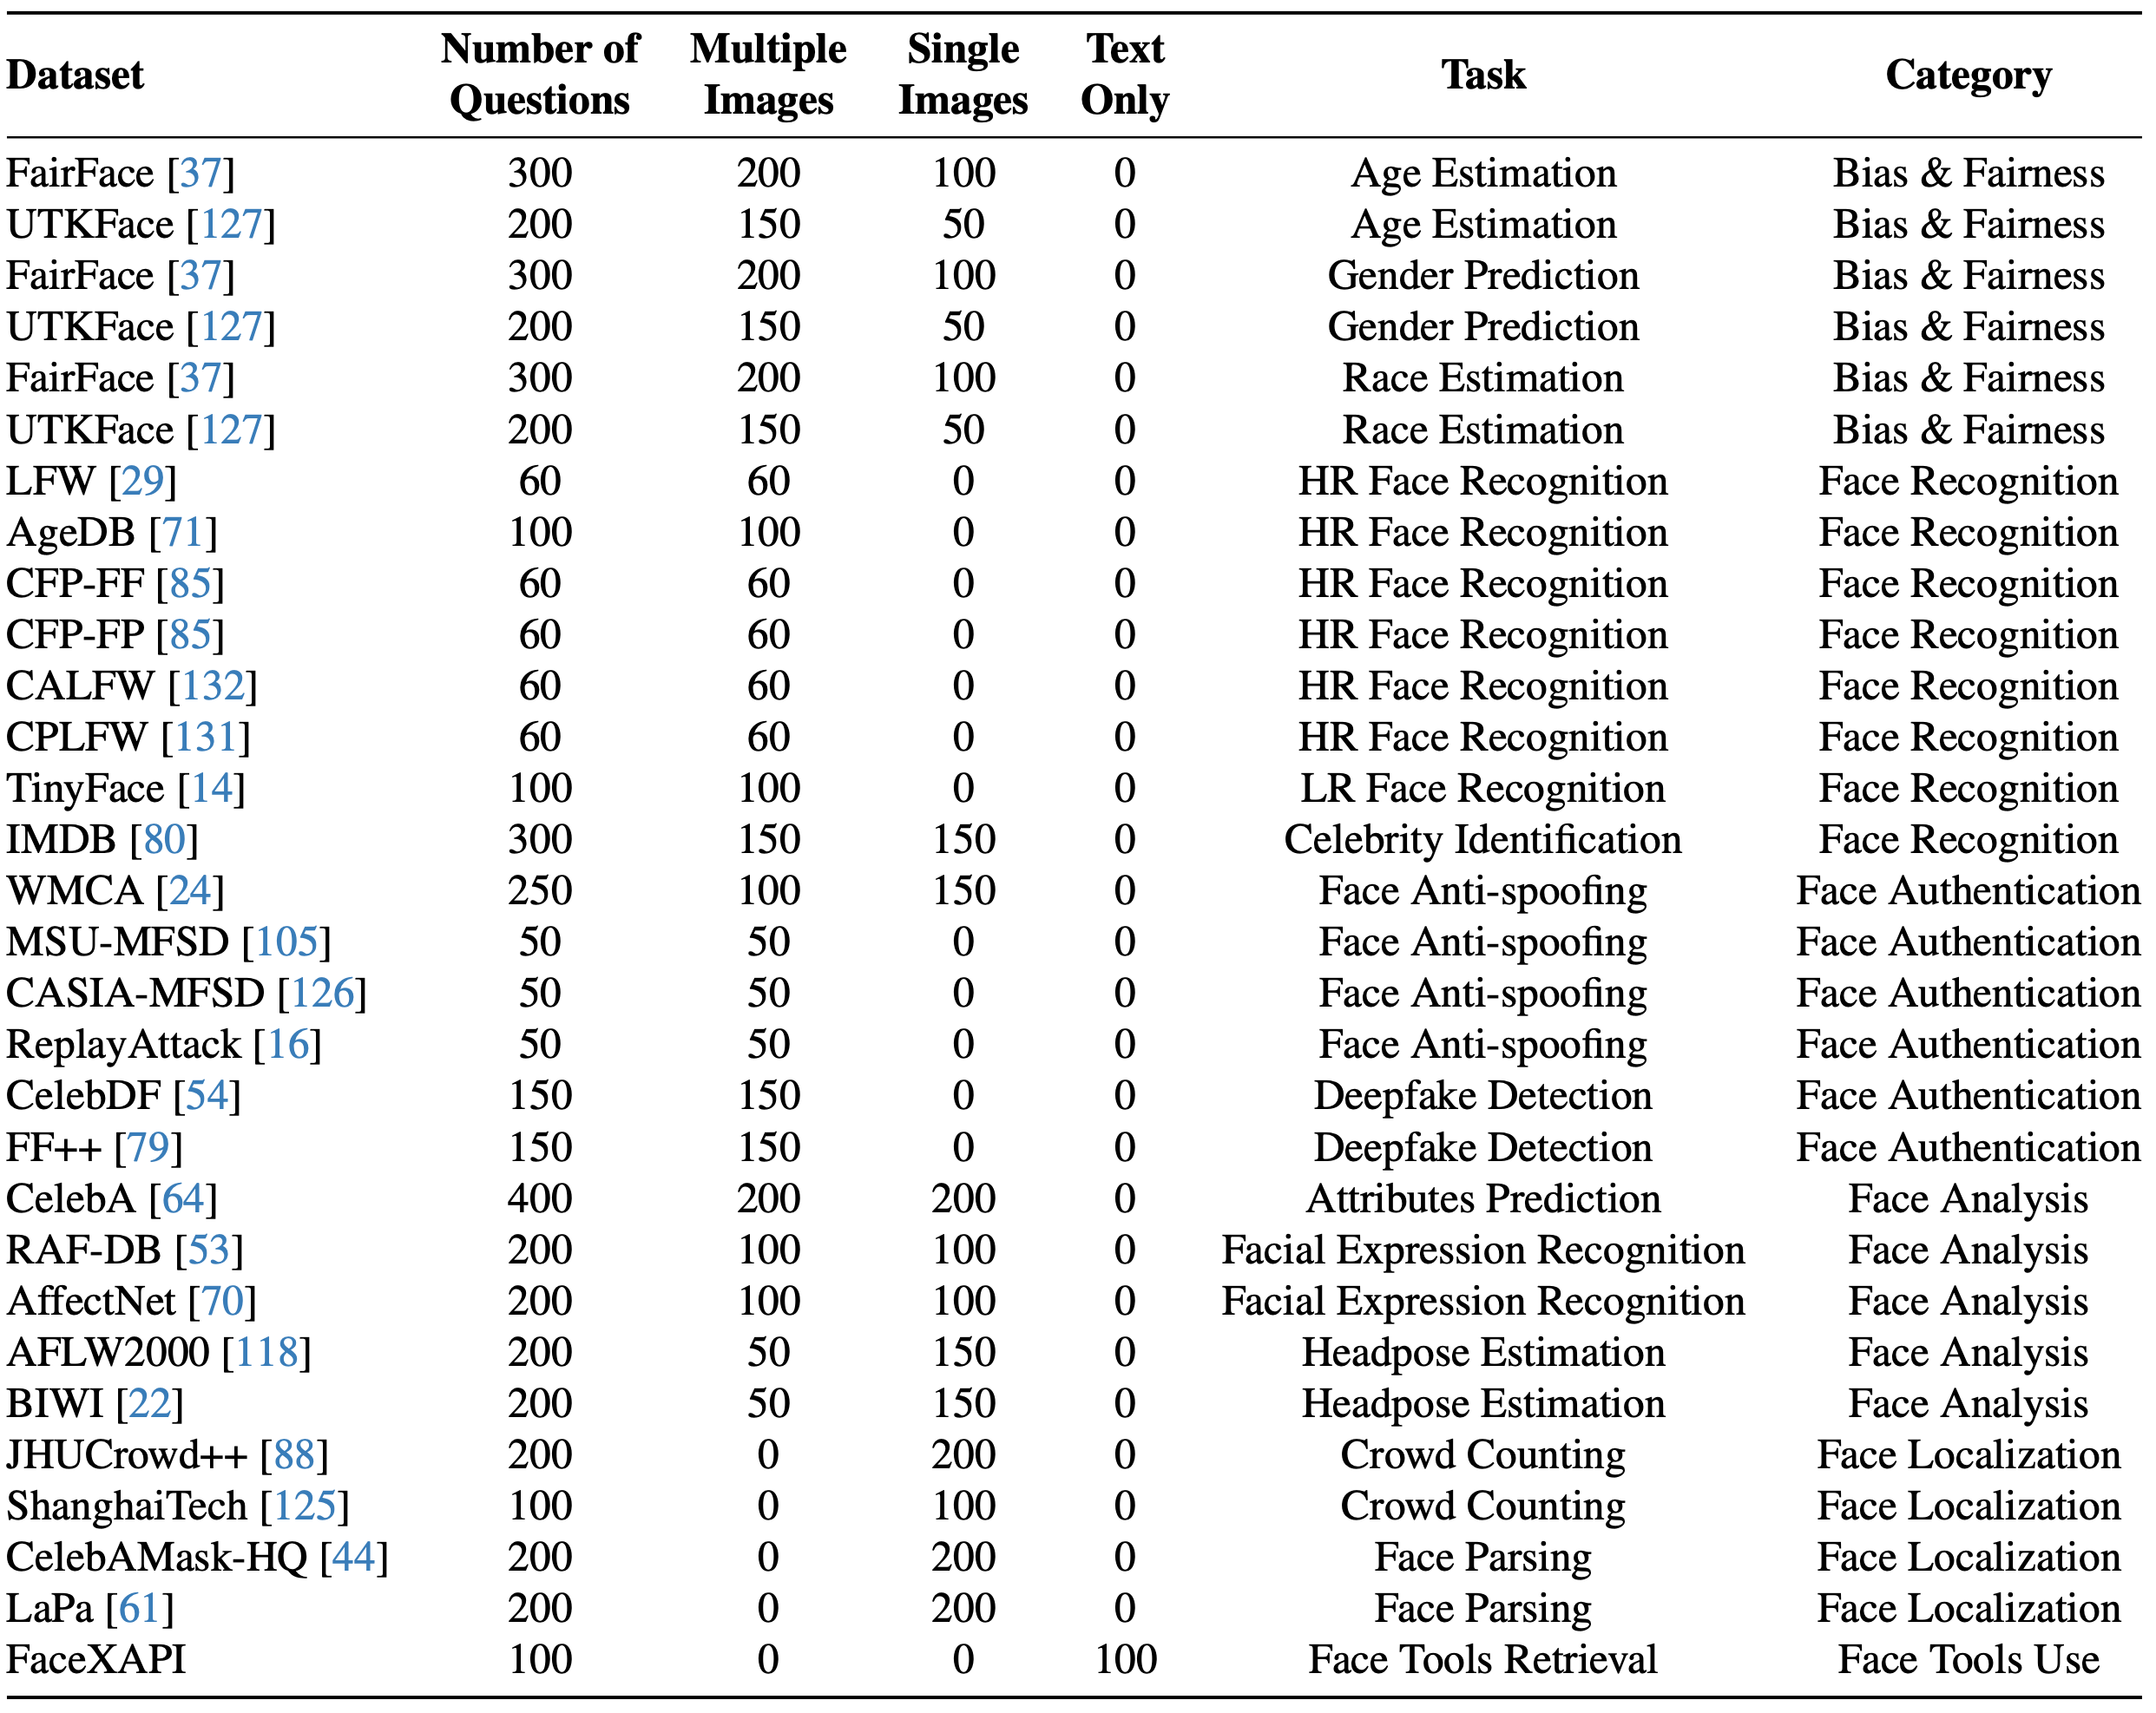 Dataset Number of Questions Multiple Images Single Images Text Only Task Category
FairFace [37] 300 200 100 0 Age Estimation Bias & Fairness
UTKFace [127] 200 150 50 0 Age Estimation Bias & Fairness
FairFace [37] 300 200 100 0 Gender Prediction Bias & Fairness
UTKFace [127] 200 150 50 0 Gender Prediction Bias & Fairness
FairFace [37] 300 200 100 0 Race Estimation Bias & Fairness
UTKFace [127] 200 150 50 0 Race Estimation Bias & Fairness
LFW [29] 60 60 0 0 HR Face Recognition Face Recognition
AgeDB [71] 100 100 0 0 HR Face Recognition Face Recognition
CFP-FF [85] 60 60 0 0 HR Face Recognition Face Recognition
CFP-FP [85] 60 60 0 0 HR Face Recognition Face Recognition
CALFW [132] 60 60 0 0 HR Face Recognition Face Recognition
CPLFW [131] 60 60 0 0 HR Face Recognition Face Recognition
TinyFace [14] 100 100 0 0 LR Face Recognition Face Recognition
IMDB [80] 300 150 150 0 Celebrity Identification Face Recognition
WMCA [24] 250 100 150 0 Face Anti-spoofing Face Authentication
MSU-MFSD [105] 50 50 0 0 Face Anti-spoofing Face Authentication
CASIA-MFSD [126] 50 50 0 0 Face Anti-spoofing Face Authentication
ReplayAttack [16] 50 50 0 0 Face Anti-spoofing Face Authentication
CelebDF [54] 150 150 0 0 Deepfake Detection Face Authentication
FF++ [79] 150 150 0 0 Deepfake Detection Face Authentication
CelebA [64] 400 200 200 0 Attributes Prediction Face Analysis
RAF-DB [53] 200 100 100 0 Facial Expression Recognition Face Analysis
AffectNet [70] 200 100 100 0 Facial Expression Recognition Face Analysis
AFLW2000 [118] 200 50 150 0 Headpose Estimation Face Analysis
BIWI [22] 200 50 150 0 Headpose Estimation Face Analysis
JHUCrowd++ [88] 200 0 200 0 Crowd Counting Face Localization
ShanghaiTech [125] 100 0 100 0 Crowd Counting Face Localization
CelebAMask-HQ [44] 200 0 200 0 Face Parsing Face Localization
LaPa [61] 200 0 200 0 Face Parsing Face Localization
FaceXAPI 100 0 0 100 Face Tools Retrieval Face Tools Use